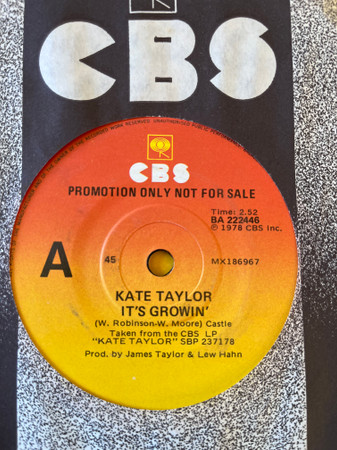 CBS
CBS
PROMOTION ONLY NOT FOR SALE
Time: 2.52
BA 222446
℗ 1978 CBS Inc.
A
45
MX186967
KATE TAYLOR
IT'S GROWIN'
(W. Robinson-W. Moore) Castle
Taken from the CBS LP
"KATE TAYLOR" SBP 237178
Prod. by James Taylor & Lew Hahn